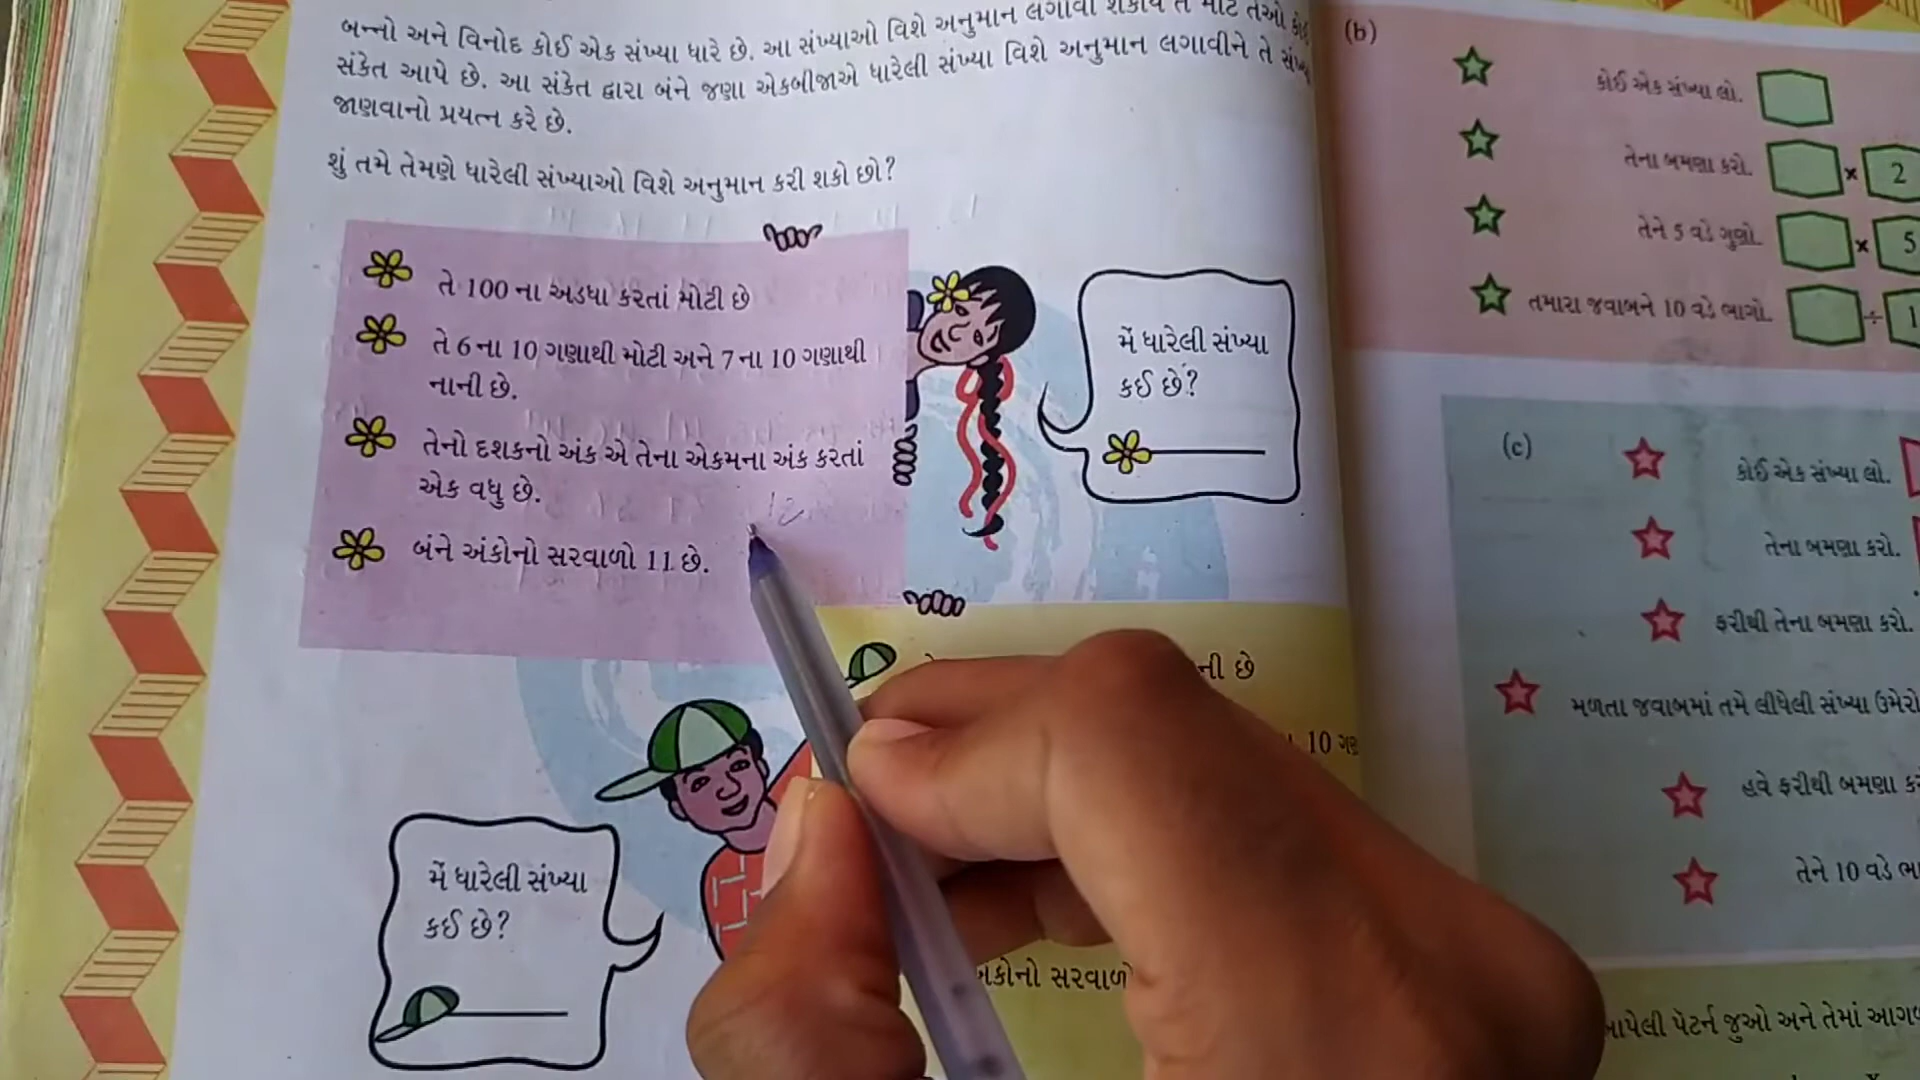 બન્નો અને વિનોદ કોઈ એક સંખ્યા ધારે છે. આ સંખ્યાઓ વિશે અનુમાન લગાવી શકાય તે માટે તેઓ કોઈ
સંકેત આપે છે. આ સંકેત દ્વારા બંને જણા એકબીજાએ ધારેલી સંખ્યા વિશે અનુમાન લગાવીને તે સંખ્યા
જાણવાનો પ્રયત્ન કરે છે.
શું તમે તેમણે ધારેલી સંખ્યાઓ વિશે અનુમાન કરી શકો છો?
તે 100 ના અડધા કરતાં મોટી છે
તે 6 ના 10 ગણાથી મોટી અને 7 ના 10 ગણાથી
નાની છે.
તેનો દશકનો અંક એ તેના એકમના અંક કરતાં
એક વધુ છે.
બંને અંકોનો સરવાળો 11 છે.
મેં ધારેલી સંખ્યા
કઈ છે?
ની છે
10 ગણ
મેં ધારેલી સંખ્યા
કઈ છે?
અંકોનો સરવાળો
(b)
કોઈ એક સંખ્યા લો.
તેના બમણા કરો. × 2
તેને 5 વડે ગુણો. × 5
તમારા જવાબને 10 વડે ભાગો. ÷ 1
(c)
કોઈ એક સંખ્યા લો.
તેના બમણા કરો.
ફરીથી તેના બમણા કરો.
મળતા જવાબમાં તમે લીધેલી સંખ્યા ઉમેરો
હવે ફરીથી બમણા ક
તેને 10 વડે ભા
આપેલી પેટર્ન જુઓ અને તેમાં આગળ